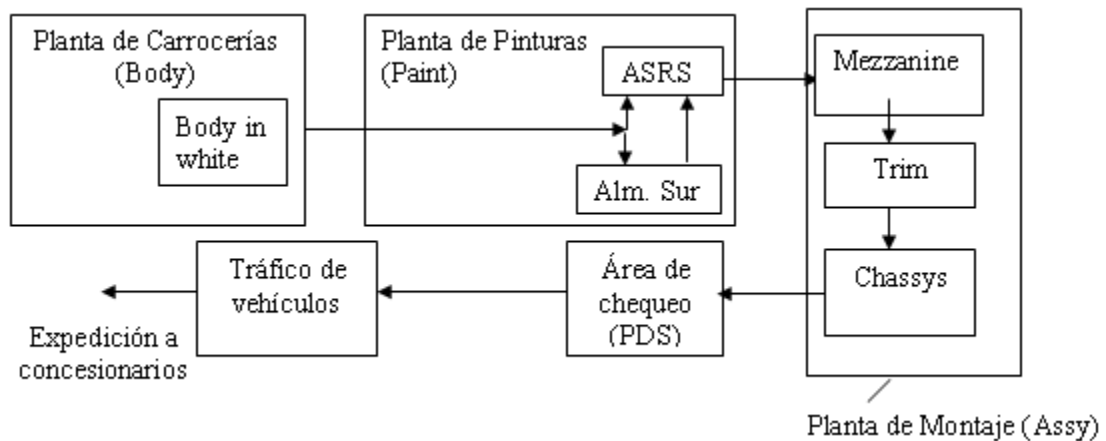 Planta de Carrocerías
(Body)
Body in
white
Planta de Pinturas
(Paint)
ASRS
Alm. Sur
Mezzanine
Trim
Chassys
Tráfico de
vehículos
Área de
chequeo
(PDS)
Expedición a
concesionarios
Planta de Montaje (Assy)